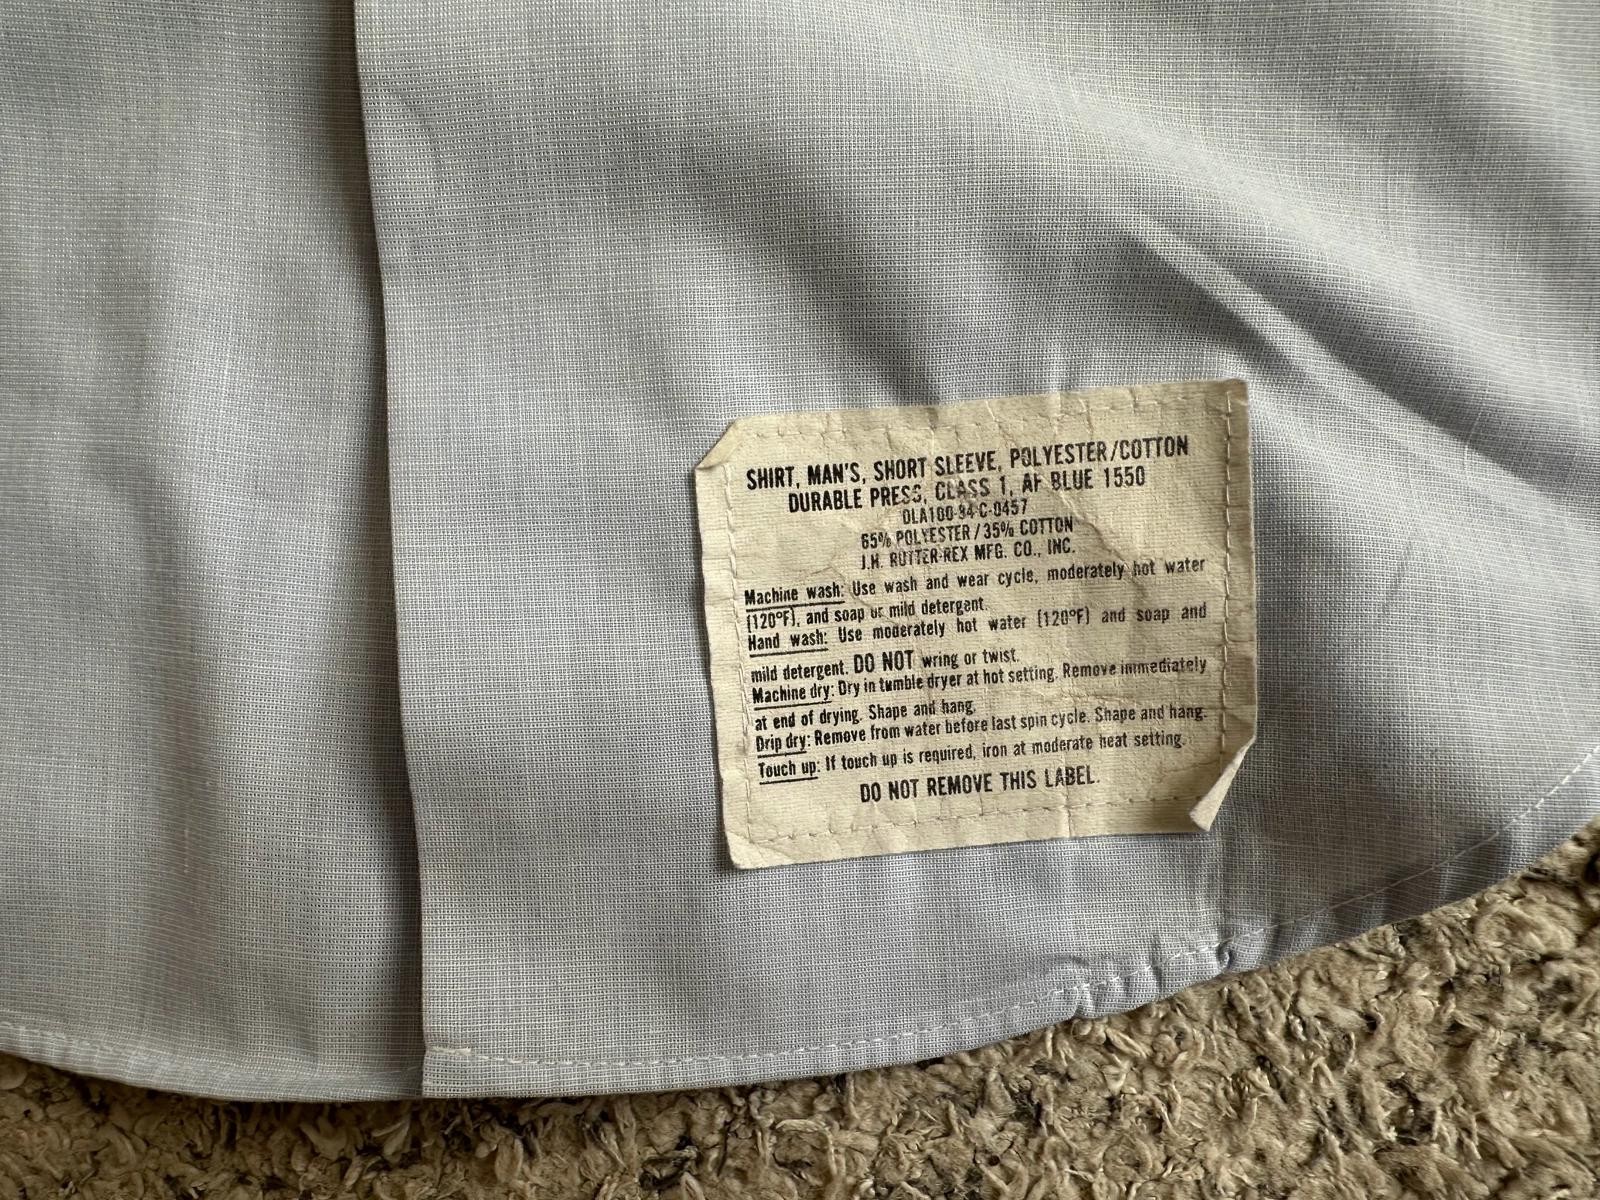 SHIRT, MAN'S, SHORT SLEEVE, POLYESTER/COTTON
DURABLE PRESS, CLASS 1, AF BLUE 1550
DLA100-84-C-0457
65% POLYESTER/35% COTTON
J.H. RUTTER-REX MFG. CO., INC.
Machine wash: Use wash and wear cycle, moderately hot water
(120°F), and soap or mild detergent.
Hand wash: Use moderately hot water (120°F) and soap and
mild detergent. DO NOT wring or twist.
Machine dry: Dry in tumble dryer at hot setting. Remove immediately
at end of drying. Shape and hang.
Drip dry: Remove from water before last spin cycle. Shape and hang.
Touch up: If touch up is required, iron at moderate heat setting.
DO NOT REMOVE THIS LABEL.